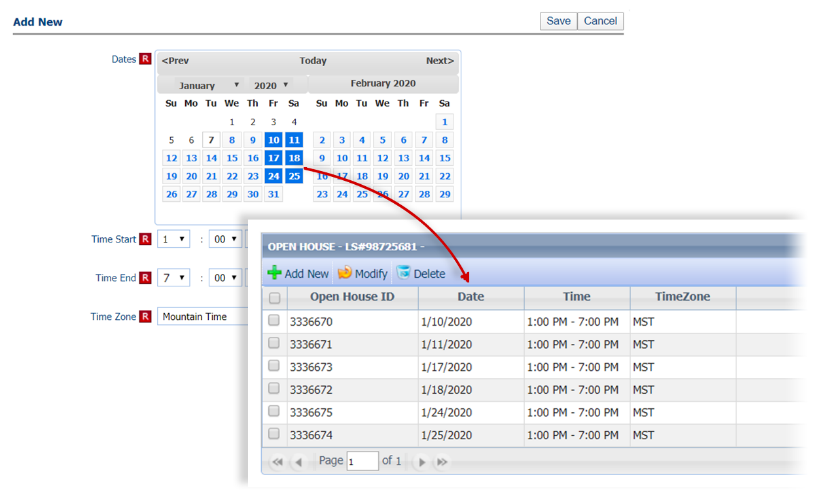 Add New
Save Cancel
Dates R
<Prev Today Next>
January ▼ 2020 ▼ February 2020
Su Mo Tu We Th Fr Sa Su Mo Tu We Th Fr Sa
1 2 3 4 1
5 6 7 8 9 10 11 2 3 4 5 6 7 8
12 13 14 15 16 17 18 9 10 11 12 13 14 15
19 20 21 22 23 24 25 16 17 18 19 20 21 22
26 27 28 29 30 31 23 24 25 26 27 28 29
Time Start R 1 ▼ : 00 ▼
Time End R 7 ▼ : 00 ▼
Time Zone R Mountain Time
OPEN HOUSE - LS#98725681 -
Add New Modify Delete
Open House ID Date Time TimeZone
3336670 1/10/2020 1:00 PM - 7:00 PM MST
3336671 1/11/2020 1:00 PM - 7:00 PM MST
3336673 1/17/2020 1:00 PM - 7:00 PM MST
3336672 1/18/2020 1:00 PM - 7:00 PM MST
3336675 1/24/2020 1:00 PM - 7:00 PM MST
3336674 1/25/2020 1:00 PM - 7:00 PM MST
Page 1 of 1